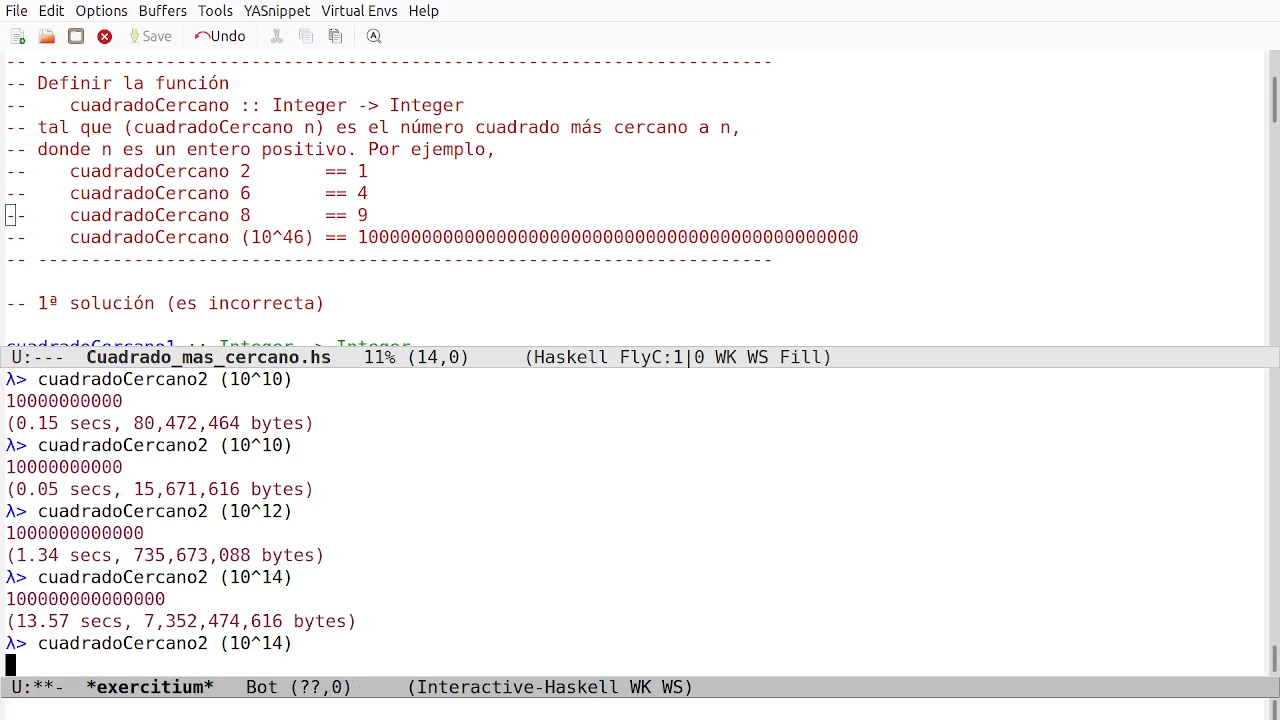 File Edit Options Buffers Tools YASnippet Virtual Envs Help
Save Undo
-- ---------------------------------------------------------------------
-- Definir la función
--    cuadradoCercano :: Integer -> Integer
-- tal que (cuadradoCercano n) es el número cuadrado más cercano a n,
-- donde n es un entero positivo. Por ejemplo,
--    cuadradoCercano 2       == 1
--    cuadradoCercano 6       == 4
--    cuadradoCercano 8       == 9
--    cuadradoCercano (10^46) == 10000000000000000000000000000000000000000000000
-- ---------------------------------------------------------------------
-- 1ª solución (es incorrecta)
cuadradoCercano1 :: Integer -> Integer
U:--- Cuadrado_mas_cercano.hs 11% (14,0) (Haskell FlyC:1|0 WK WS Fill)
λ> cuadradoCercano2 (10^10)
10000000000
(0.15 secs, 80,472,464 bytes)
λ> cuadradoCercano2 (10^10)
10000000000
(0.05 secs, 15,671,616 bytes)
λ> cuadradoCercano2 (10^12)
1000000000000
(1.34 secs, 735,673,088 bytes)
λ> cuadradoCercano2 (10^14)
100000000000000
(13.57 secs, 7,352,474,616 bytes)
λ> cuadradoCercano2 (10^14)
U:**- *exercitium* Bot (??,0) (Interactive-Haskell WK WS)